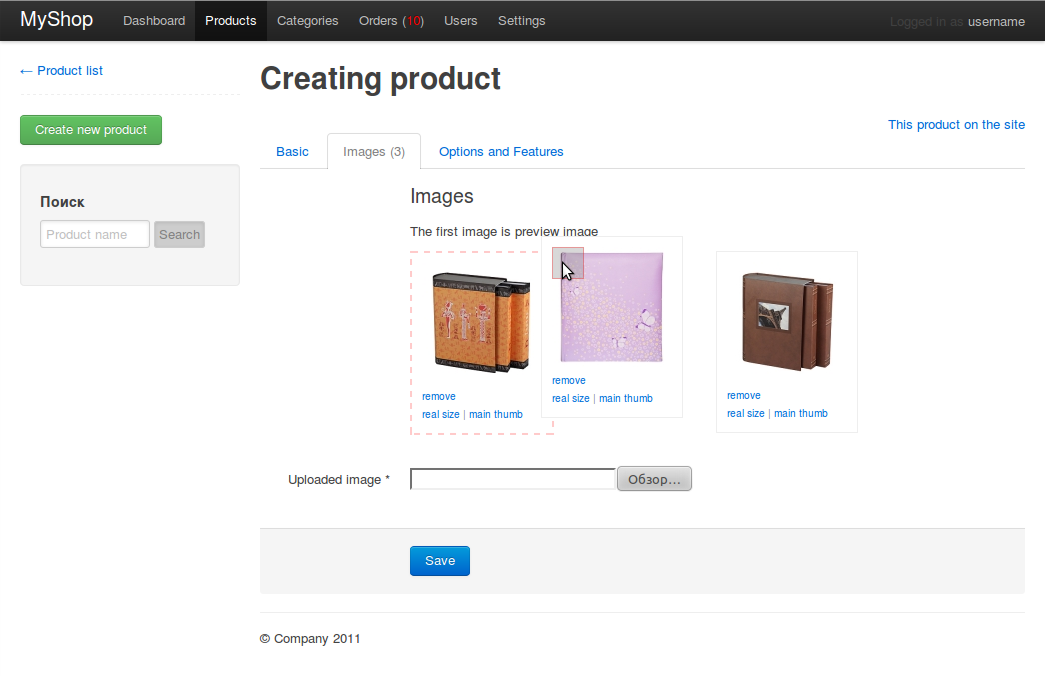 MyShop Dashboard Products Categories Orders (10) Users Settings Logged in as username
← Product list
Creating product
Create new product
This product on the site
Basic Images (3) Options and Features
Поиск
Product name Search
Images
The first image is preview image
remove
real size | main thumb
remove
real size | main thumb
remove
real size | main thumb
Uploaded image * Обзор...
Save
© Company 2011